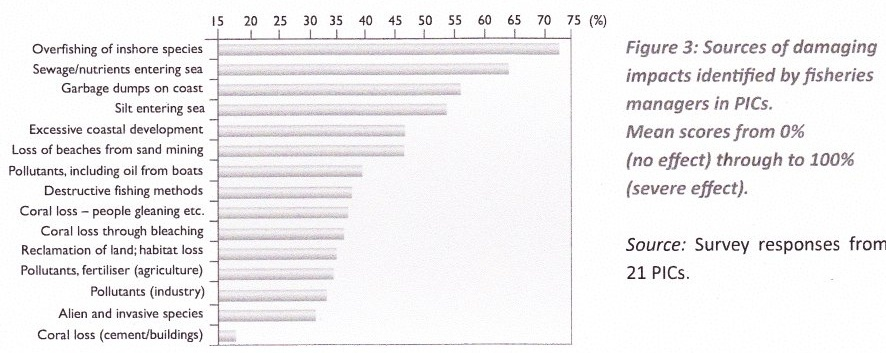 15 20 25 30 35 40 45 50 55 60 65 70 75 (%)
Overfishing of inshore species
Sewage/nutrients entering sea
Garbage dumps on coast
Silt entering sea
Excessive coastal development
Loss of beaches from sand mining
Pollutants, including oil from boats
Destructive fishing methods
Coral loss – people gleaning etc.
Coral loss through bleaching
Reclamation of land; habitat loss
Pollutants, fertiliser (agriculture)
Pollutants (industry)
Alien and invasive species
Coral loss (cement/buildings)
Figure 3: Sources of damaging
impacts identified by fisheries
managers in PICs.
Mean scores from 0%
(no effect) through to 100%
(severe effect).
Source: Survey responses from
21 PICs.